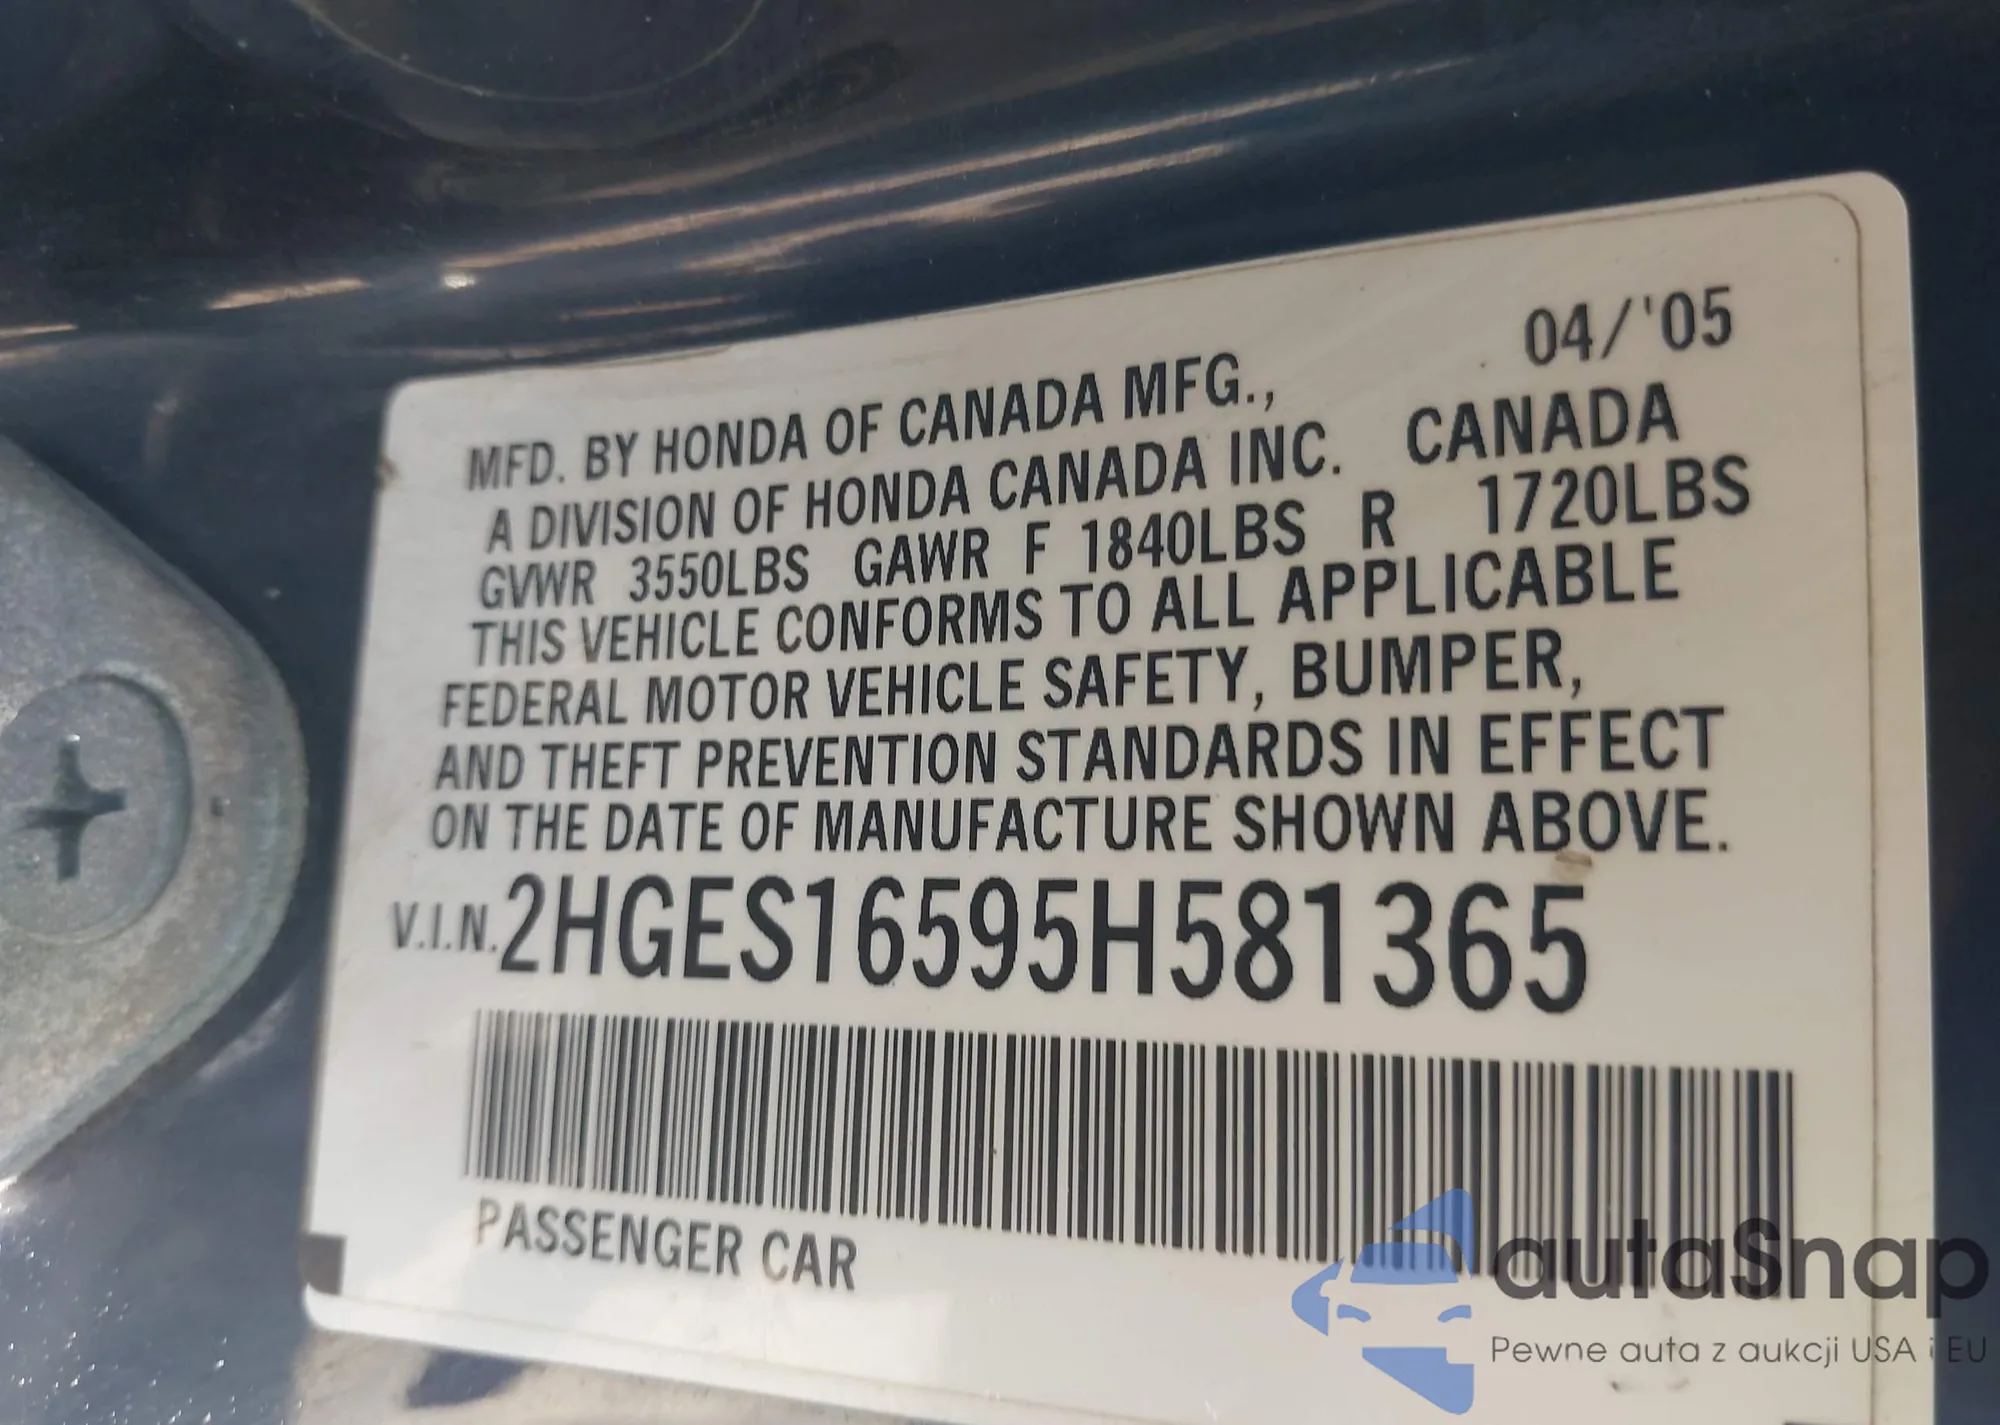 04/'05
MFD. BY HONDA OF CANADA MFG.,
A DIVISION OF HONDA CANADA INC. CANADA
GVWR 3550LBS GAWR F 1840LBS R 1720LBS
THIS VEHICLE CONFORMS TO ALL APPLICABLE
FEDERAL MOTOR VEHICLE SAFETY, BUMPER,
AND THEFT PREVENTION STANDARDS IN EFFECT
ON THE DATE OF MANUFACTURE SHOWN ABOVE.
V.I.N. 2HGES16595H581365
PASSENGER CAR
autaSnap
Pewne auta z aukcji USA i EU